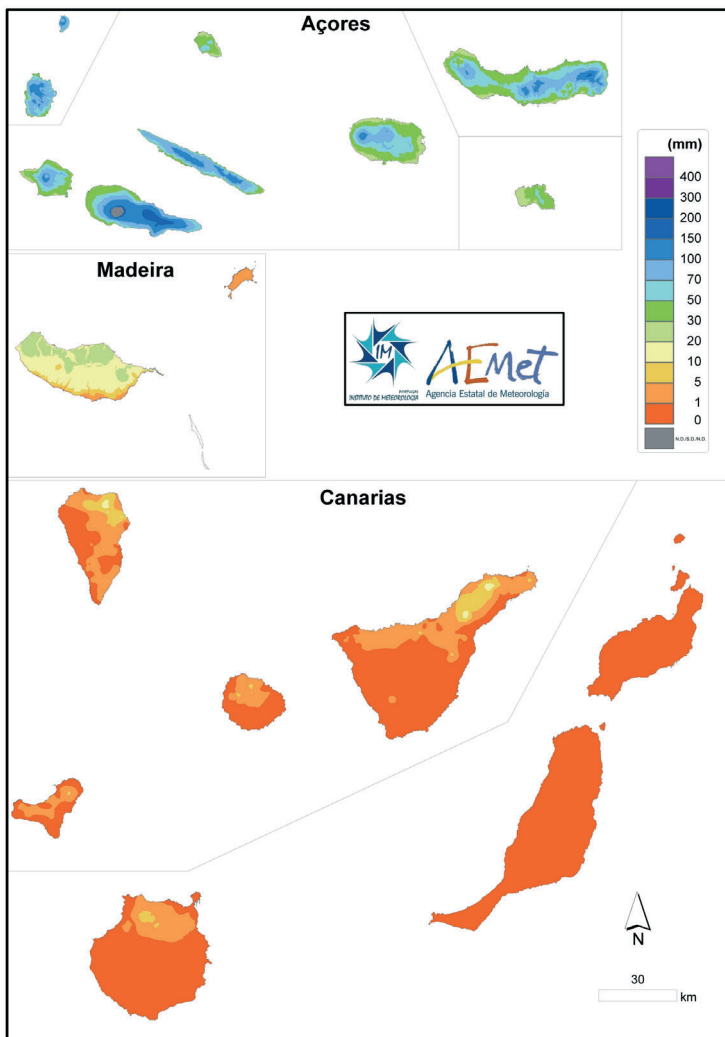 Açores
(mm)
400
300
200
150
100
70
50
30
20
10
5
1
0
N.D./S.D./N.D.
Madeira
IM
INSTITUTO DE METEOROLOGIA
AEMet
Agencia Estatal de Meteorología
Canarias
N
30
km